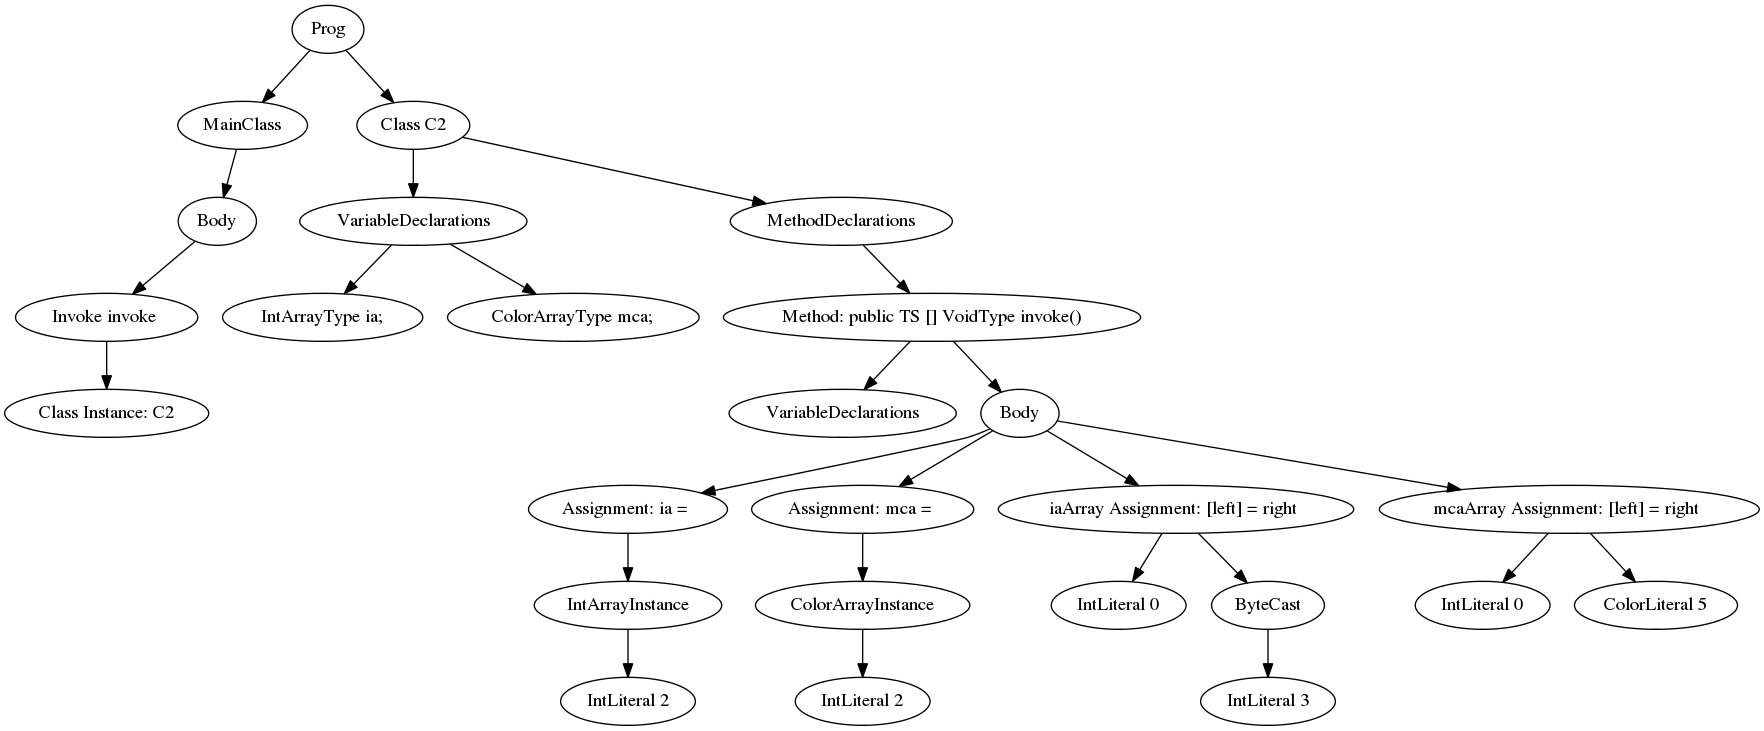 Prog
MainClass
Class C2
Body
VariableDeclarations
MethodDeclarations
Invoke invoke
IntArrayType ia;
ColorArrayType mca;
Method: public TS [] VoidType invoke()
Class Instance: C2
VariableDeclarations
Body
Assignment: ia =
Assignment: mca =
iaArray Assignment: [left] = right
mcaArray Assignment: [left] = right
IntArrayInstance
ColorArrayInstance
IntLiteral 0
ByteCast
IntLiteral 0
ColorLiteral 5
IntLiteral 2
IntLiteral 2
IntLiteral 3